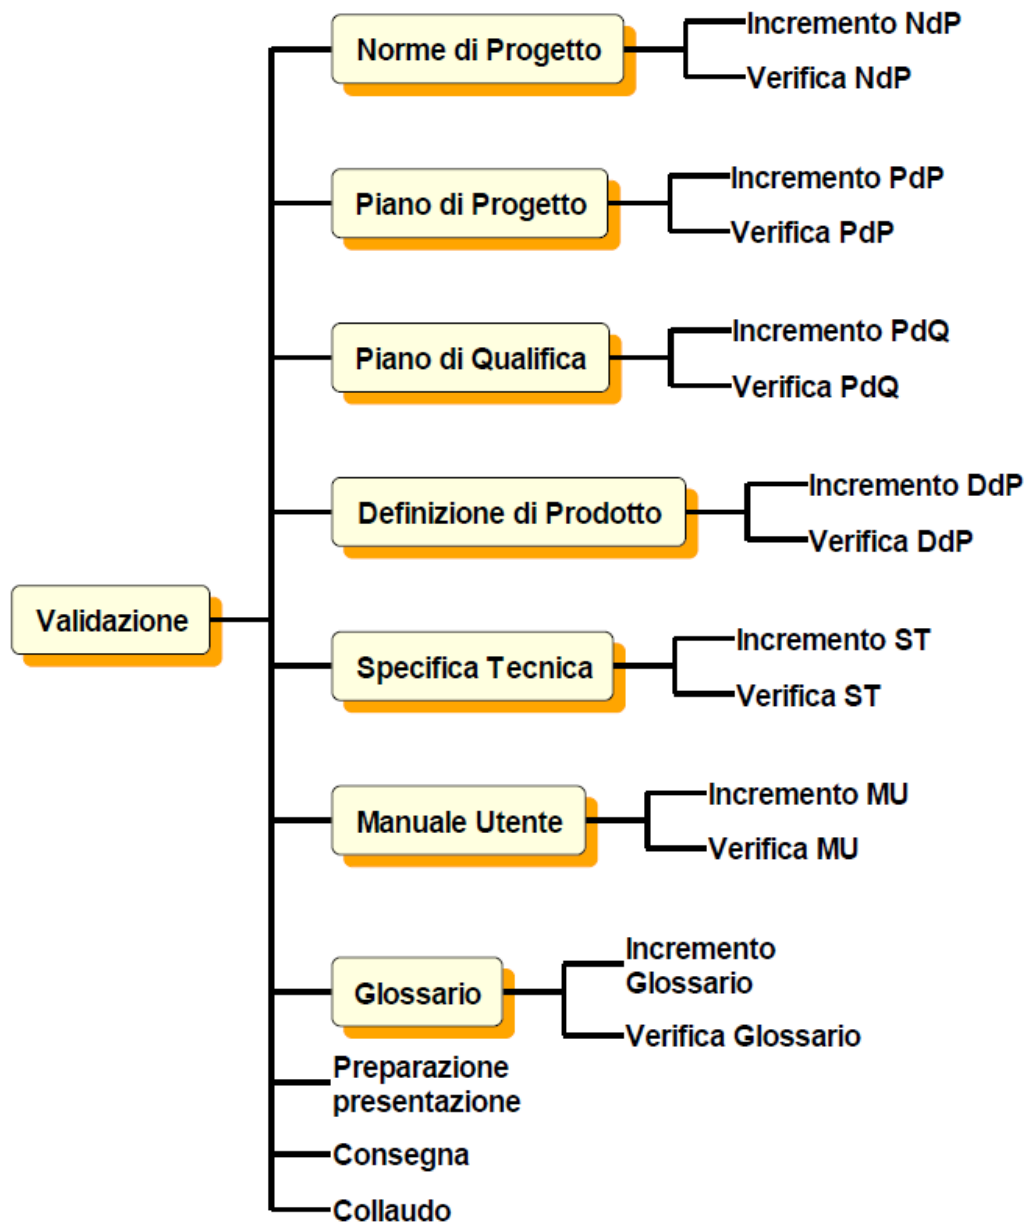 Norme di Progetto
Incremento NdP
Verifica NdP
Piano di Progetto
Incremento PdP
Verifica PdP
Piano di Qualifica
Incremento PdQ
Verifica PdQ
Definizione di Prodotto
Incremento DdP
Verifica DdP
Validazione
Specifica Tecnica
Incremento ST
Verifica ST
Manuale Utente
Incremento MU
Verifica MU
Glossario
Incremento
Glossario
Verifica Glossario
Preparazione
presentazione
Consegna
Collaudo